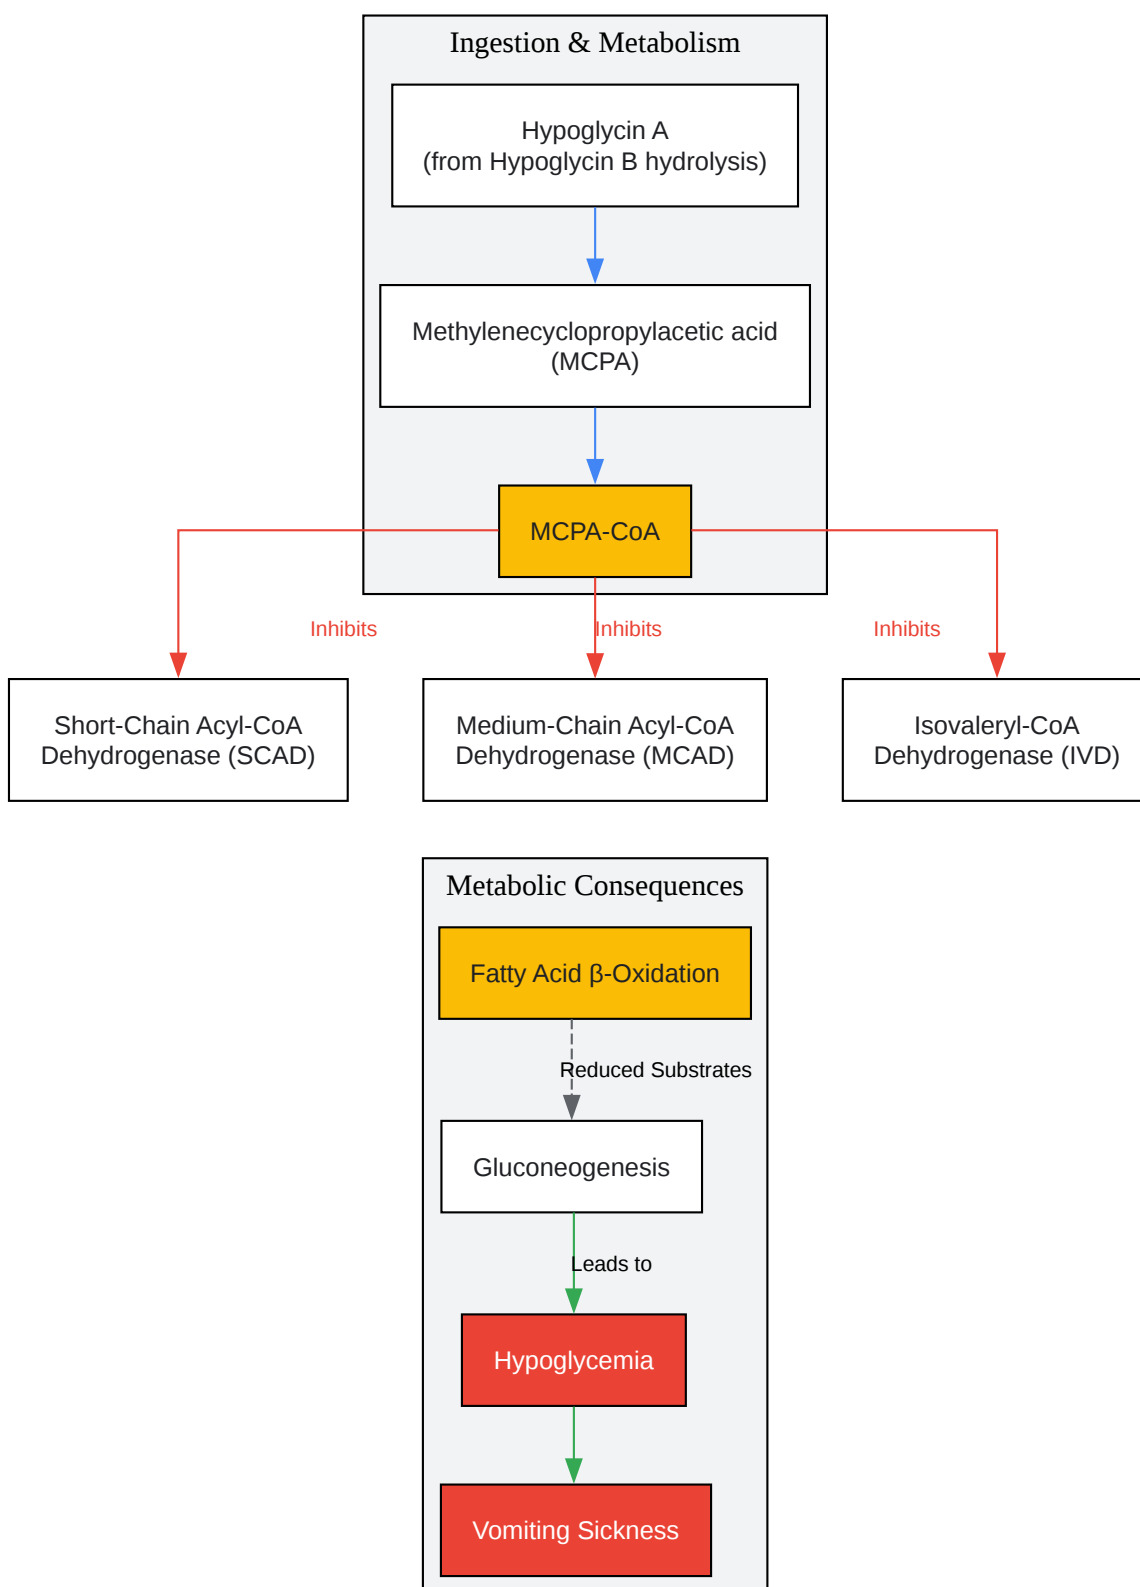 Ingestion & Metabolism
Hypoglycin A
(from Hypoglycin B hydrolysis)
Methylenecyclopropylacetic acid
(MCPA)
MCPA-CoA
Inhibits
Inhibits
Inhibits
Short-Chain Acyl-CoA
Dehydrogenase (SCAD)
Medium-Chain Acyl-CoA
Dehydrogenase (MCAD)
Isovaleryl-CoA
Dehydrogenase (IVD)
Metabolic Consequences
Fatty Acid β-Oxidation
Reduced Substrates
Gluconeogenesis
Leads to
Hypoglycemia
Vomiting Sickness